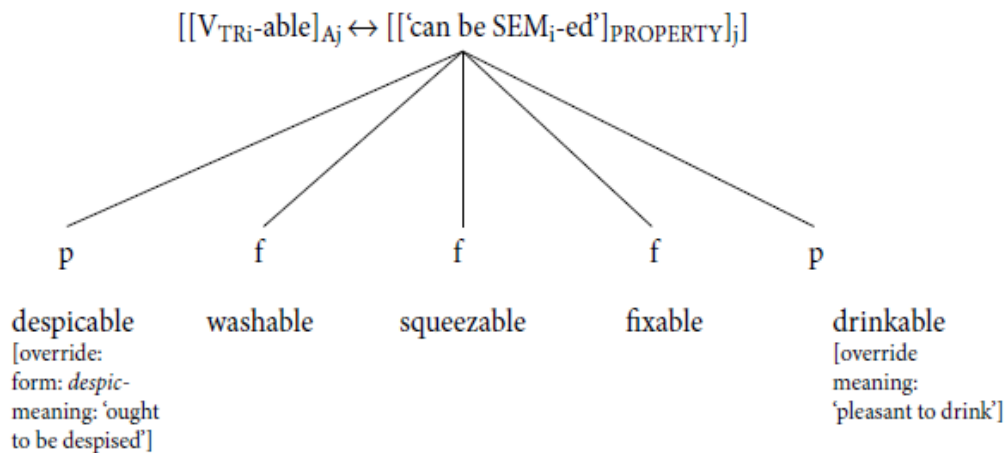 [[V_TRi-able]_Aj ↔ [['can be SEM_i-ed']_PROPERTY]_j]
p f f f p
despicable washable squeezable fixable drinkable
[override: [override
form: despic- meaning:
meaning: 'ought 'pleasant to drink']
to be despised']